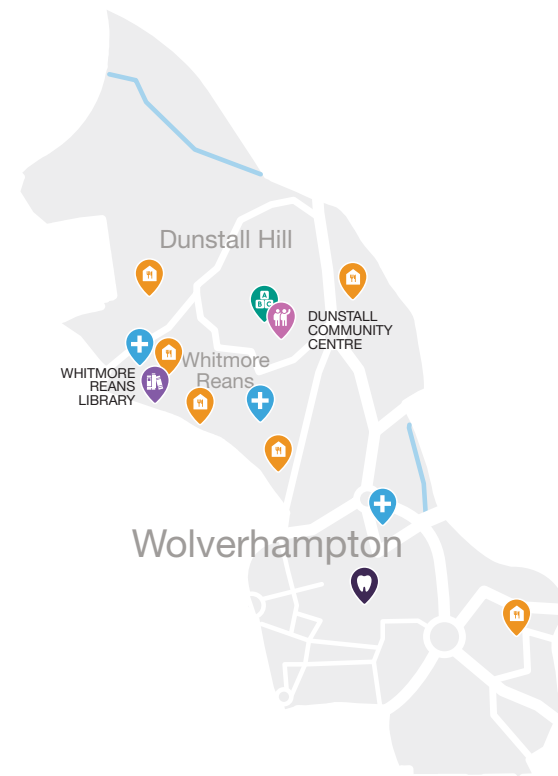 Dunstall Hill
A
B C
DUNSTALL
COMMUNITY
CENTRE
Whitmore
Reans
WHITMORE
REANS
LIBRARY
Wolverhampton